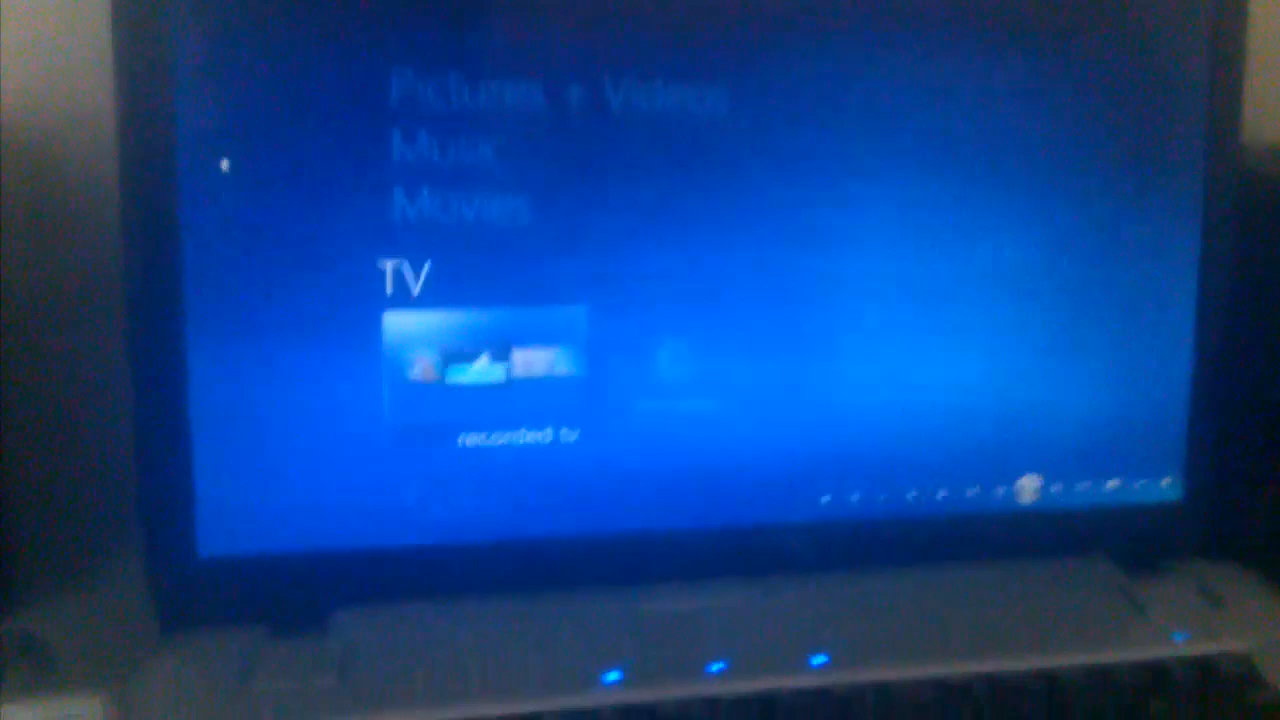 Pictures + Videos
Music
Movies
TV
recorded tv